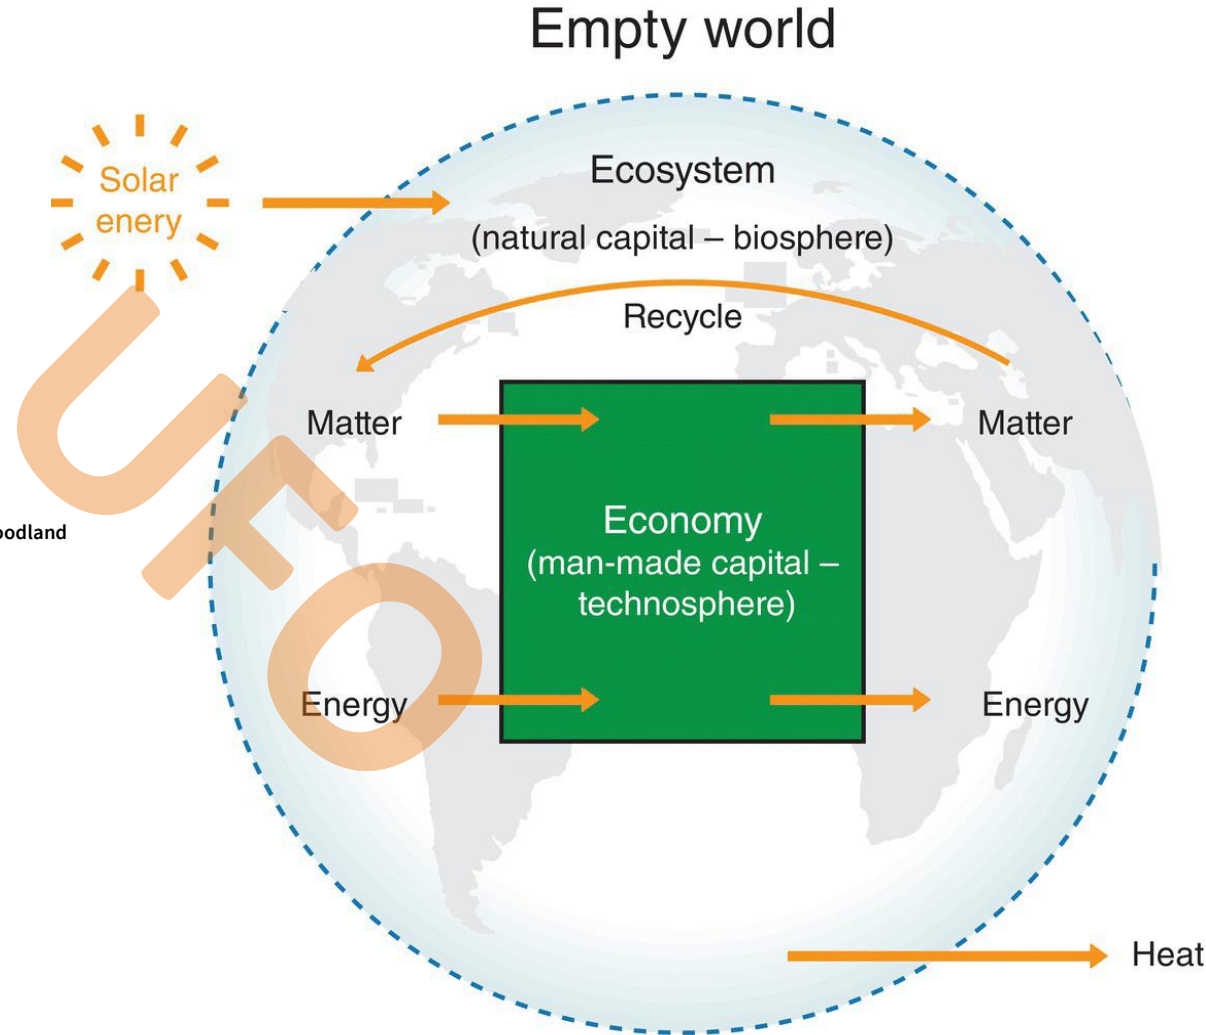 Empty world
Solar
enery
Ecosystem
(natural capital – biosphere)
Recycle
Matter
Matter
oodland
Economy
(man-made capital –
technosphere)
Energy
Energy
Heat
UFO